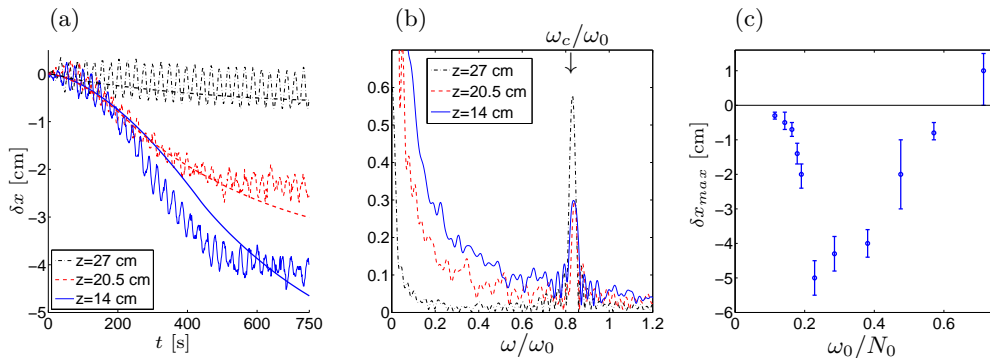 (a)
0
−1
−2
−3
−4
−5
δx [cm]
0 200 400 600 750
t [s]
z=27 cm
z=20.5 cm
z=14 cm
(b)
ω_c/ω_0
↓
0.6
0.5
0.4
0.3
0.2
0.1
0
0 0.2 0.4 0.6 0.8 1.0 1.2
ω/ω_0
z=27 cm
z=20.5 cm
z=14 cm
(c)
1
0
−1
−2
−3
−4
−5
−6
δx_max [cm]
0 0.2 0.4 0.6
ω_0/N_0